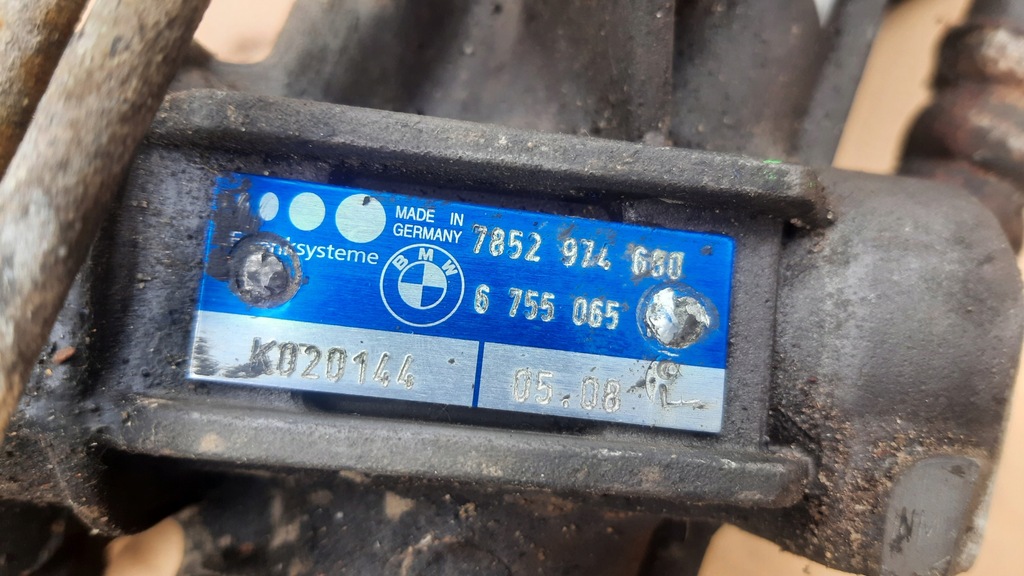 MADE IN
GERMANY
BMW
7852 974 680
6 755 065
K020144
05.08